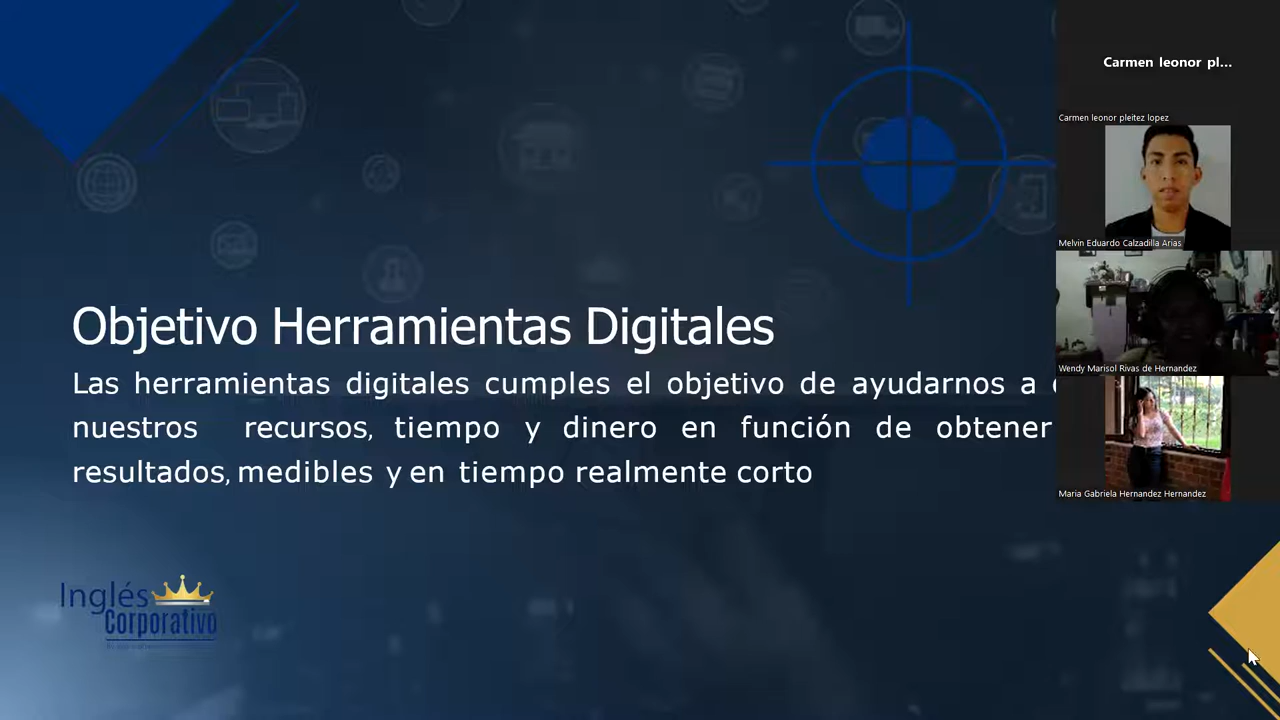 Objetivo Herramientas Digitales
Las herramientas digitales cumples el objetivo de ayudarnos a
nuestros recursos, tiempo y dinero en función de obtener
resultados, medibles y en tiempo realmente corto
Inglés
Corporativo
Carmen leonor pl...
Carmen leonor pleitez lopez
Melvin Eduardo Calzadilla Arias
Wendy Marisol Rivas de Hernandez
Maria Gabriela Hernandez Hernandez